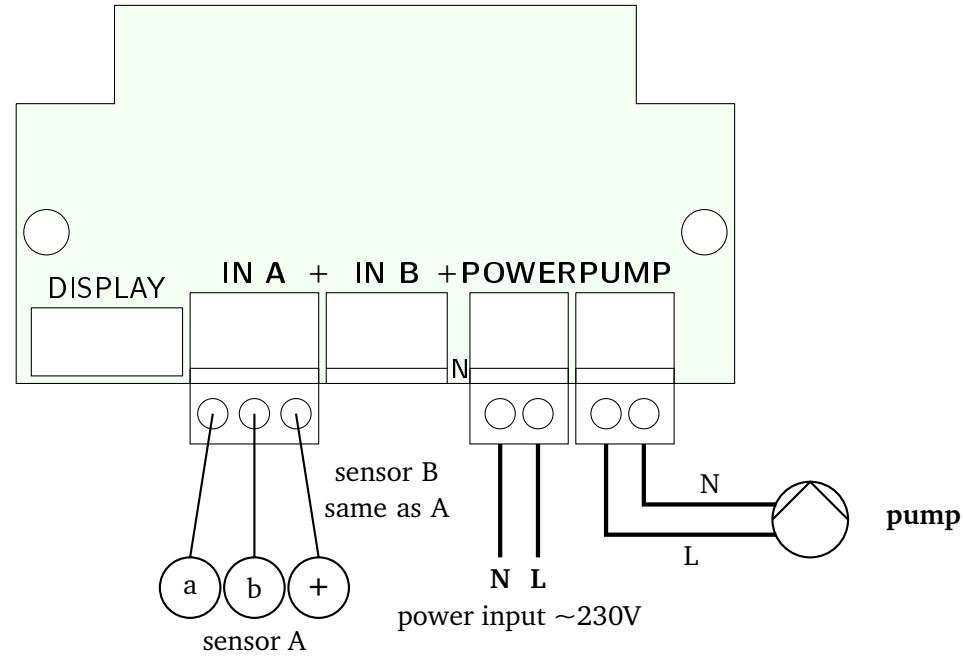 IN A + IN B + POWER PUMP
DISPLAY
N
sensor B
same as A
N
L
pump
a b +
N L
power input ~230V
sensor A